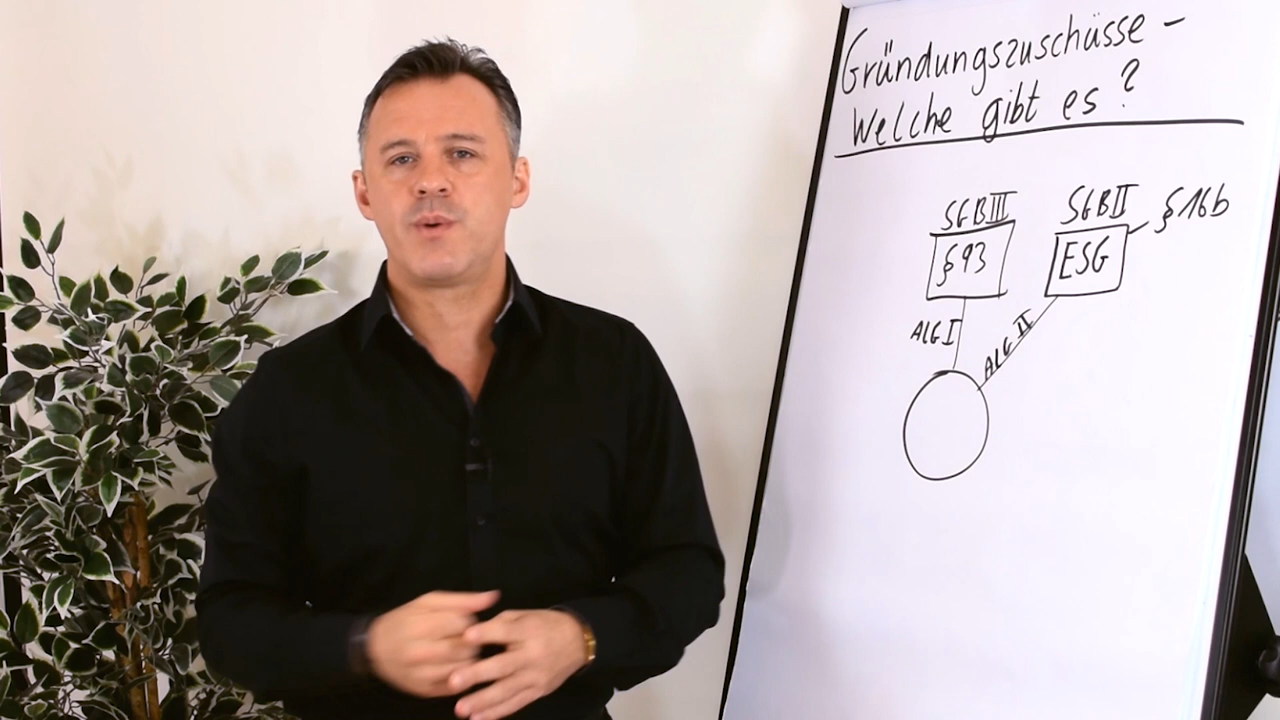 Gründungszuschüsse -
Welche gibt es?
SGB III
§ 93
SGB II
ESG
§ 16b
ALG I
ALG II